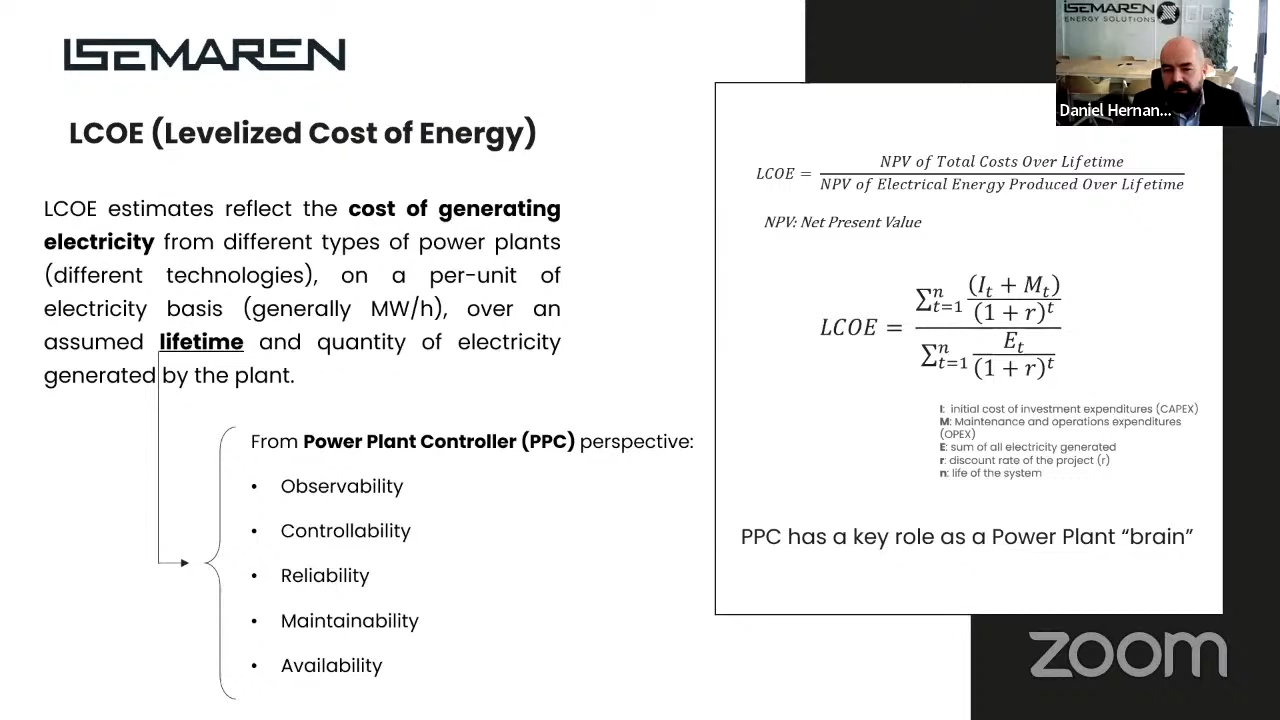 ISEMAREN
LCOE (Levelized Cost of Energy)
LCOE estimates reflect the cost of generating
electricity from different types of power plants
(different technologies), on a per-unit of
electricity basis (generally MW/h), over an
assumed lifetime and quantity of electricity
generated by the plant.
From Power Plant Controller (PPC) perspective:
• Observability
• Controllability
• Reliability
• Maintainability
• Availability
ISEMAREN
ENERGY SOLUTIONS
Daniel Hernan...
LCOE = NPV of Total Costs Over Lifetime / NPV of Electrical Energy Produced Over Lifetime
NPV: Net Present Value
LCOE = ∑ⁿₜ₌₁ (Iₜ + Mₜ)/(1 + r)ᵗ / ∑ⁿₜ₌₁ Eₜ/(1 + r)ᵗ
I: initial cost of investment expenditures (CAPEX)
M: Maintenance and operations expenditures
(OPEX)
E: sum of all electricity generated
r: discount rate of the project (r)
n: life of the system
PPC has a key role as a Power Plant “brain”
zoom